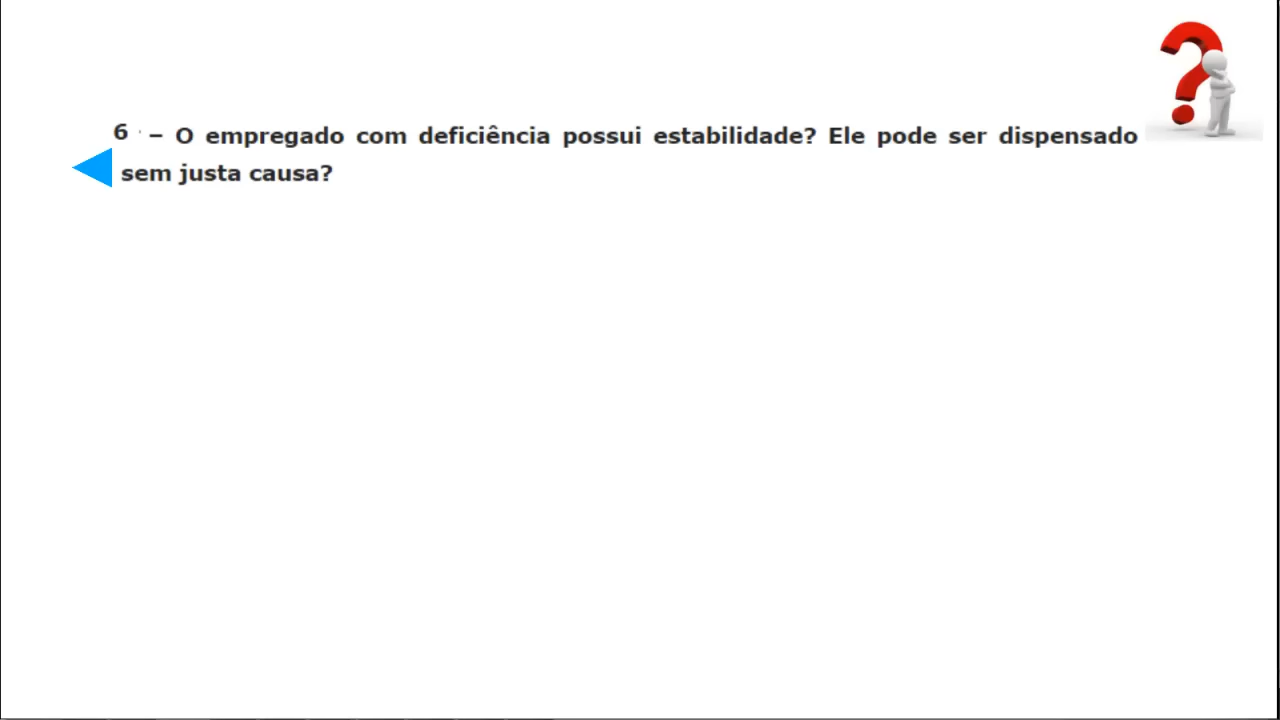 6 – O empregado com deficiência possui estabilidade? Ele pode ser dispensado
sem justa causa?